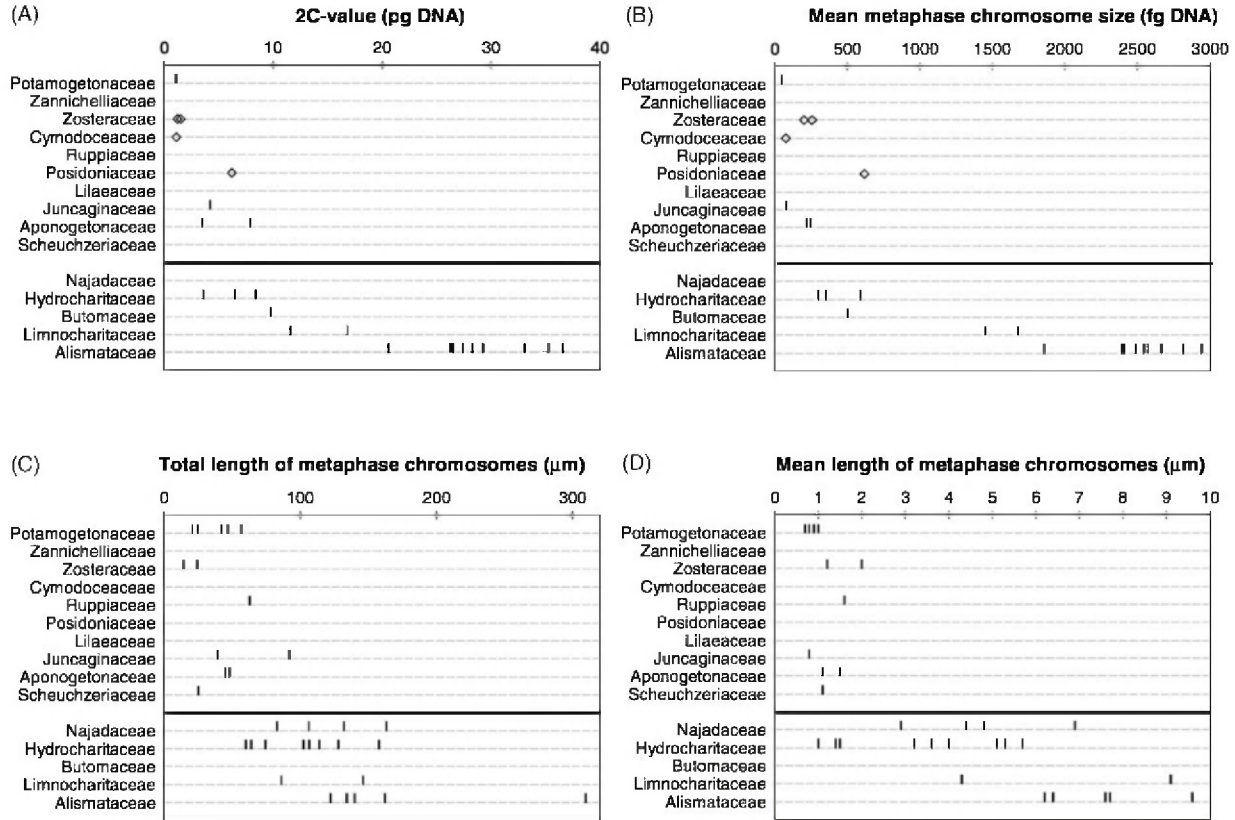 (A)
2C-value (pg DNA)
0 10 20 30 40
Potamogetonaceae
Zannichelliaceae
Zosteraceae
Cymodoceaceae
Ruppiaceae
Posidoniaceae
Lilaeaceae
Juncaginaceae
Aponogetonaceae
Scheuchzeriaceae
Najadaceae
Hydrocharitaceae
Butomaceae
Limnocharitaceae
Alismataceae
(B)
Mean metaphase chromosome size (fg DNA)
0 500 1000 1500 2000 2500 3000
Potamogetonaceae
Zannichelliaceae
Zosteraceae
Cymodoceaceae
Ruppiaceae
Posidoniaceae
Lilaeaceae
Juncaginaceae
Aponogetonaceae
Scheuchzeriaceae
Najadaceae
Hydrocharitaceae
Butomaceae
Limnocharitaceae
Alismataceae
(C)
Total length of metaphase chromosomes (μm)
0 100 200 300
Potamogetonaceae
Zannichelliaceae
Zosteraceae
Cymodoceaceae
Ruppiaceae
Posidoniaceae
Lilaeaceae
Juncaginaceae
Aponogetonaceae
Scheuchzeriaceae
Najadaceae
Hydrocharitaceae
Butomaceae
Limnocharitaceae
Alismataceae
(D)
Mean length of metaphase chromosomes (μm)
0 1 2 3 4 5 6 7 8 9 10
Potamogetonaceae
Zannichelliaceae
Zosteraceae
Cymodoceaceae
Ruppiaceae
Posidoniaceae
Lilaeaceae
Juncaginaceae
Aponogetonaceae
Scheuchzeriaceae
Najadaceae
Hydrocharitaceae
Butomaceae
Limnocharitaceae
Alismataceae